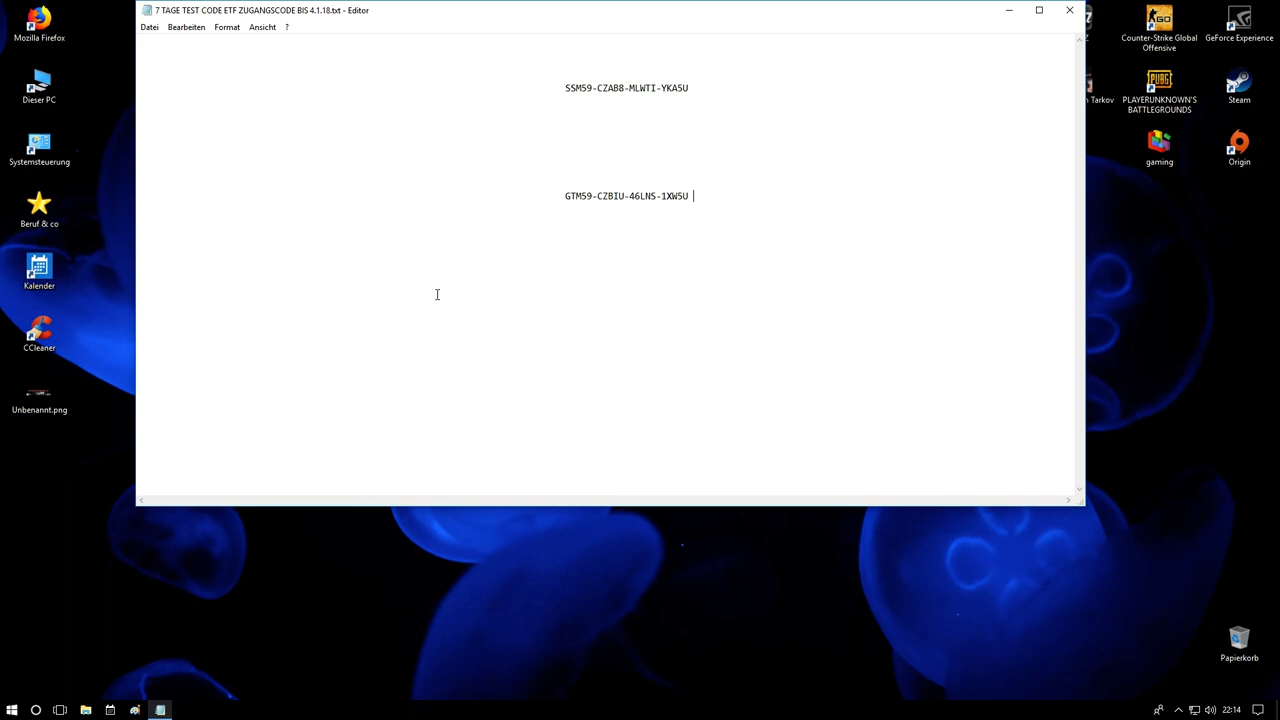 7 TAGE TEST CODE ETF ZUGANGSCODE BIS 4.1.18.txt - Editor
Datei Bearbeiten Format Ansicht ?
SSM59-CZAB8-MLWTI-YKA5U
GTM59-CZBIU-46LNS-1XW5U
Mozilla Firefox
Dieser PC
Systemsteuerung
Beruf & co
Kalender
CCleaner
Unbenannt.png
Z
Counter-Strike Global
Offensive
GeForce Experience
n Tarkov
PLAYERUNKNOWN'S
BATTLEGROUNDS
Steam
gaming
Origin
Papierkorb
22:14